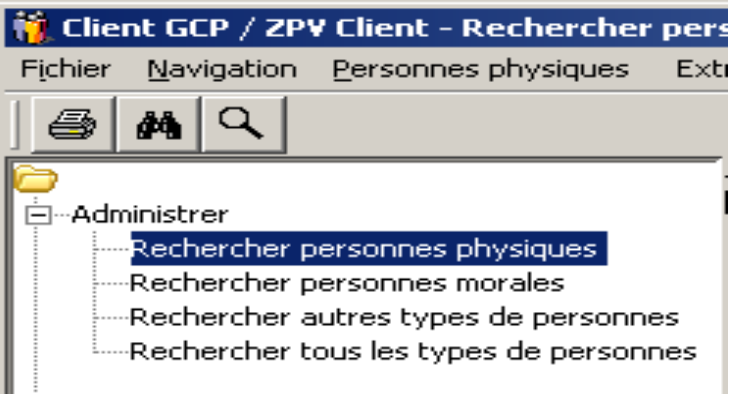 Client GCP / ZPV Client - Rechercher pers
Fichier Navigation Personnes physiques Ext
Administrer
Rechercher personnes physiques
Rechercher personnes morales
Rechercher autres types de personnes
Rechercher tous les types de personnes